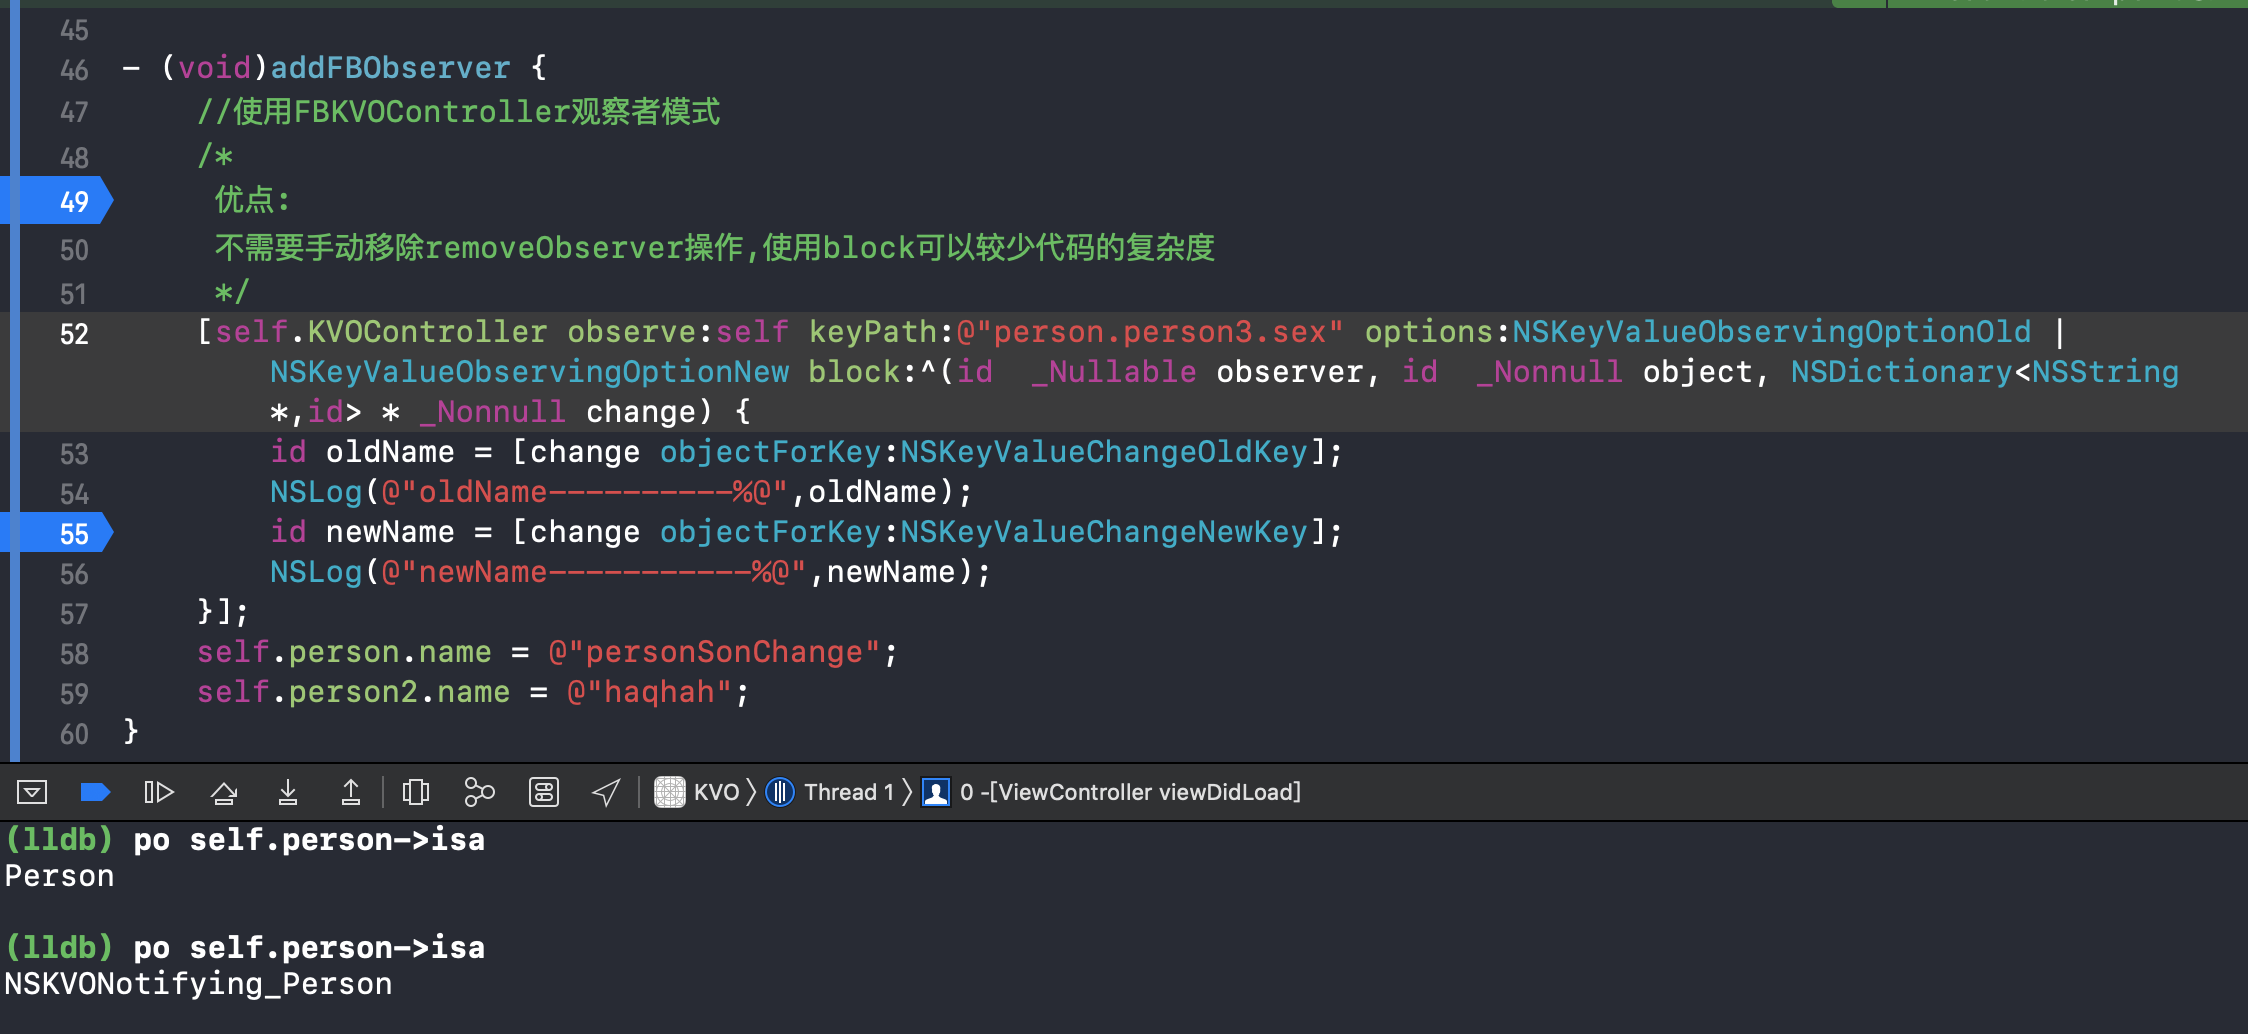 45
46 - (void)addFBObserver {
47 //使用FBKVOController观察者模式
48 /*
49 优点:
50 不需要手动移除removeObserver操作,使用block可以较少代码的复杂度
51 */
52 [self.KVOController observe:self keyPath:@"person.person3.sex" options:NSKeyValueObservingOptionOld |
NSKeyValueObservingOptionNew block:^(id  _Nullable observer, id  _Nonnull object, NSDictionary<NSString
*,id> * _Nonnull change) {
53 id oldName = [change objectForKey:NSKeyValueChangeOldKey];
54 NSLog(@"oldName----------%@",oldName);
55 id newName = [change objectForKey:NSKeyValueChangeNewKey];
56 NSLog(@"newName-----------%@",newName);
57 }];
58 self.person.name = @"personSonChange";
59 self.person2.name = @"haqhah";
60 }
KVO 〉 Thread 1 〉 0 -[ViewController viewDidLoad]
(lldb) po self.person->isa
Person
(lldb) po self.person->isa
NSKVONotifying_Person